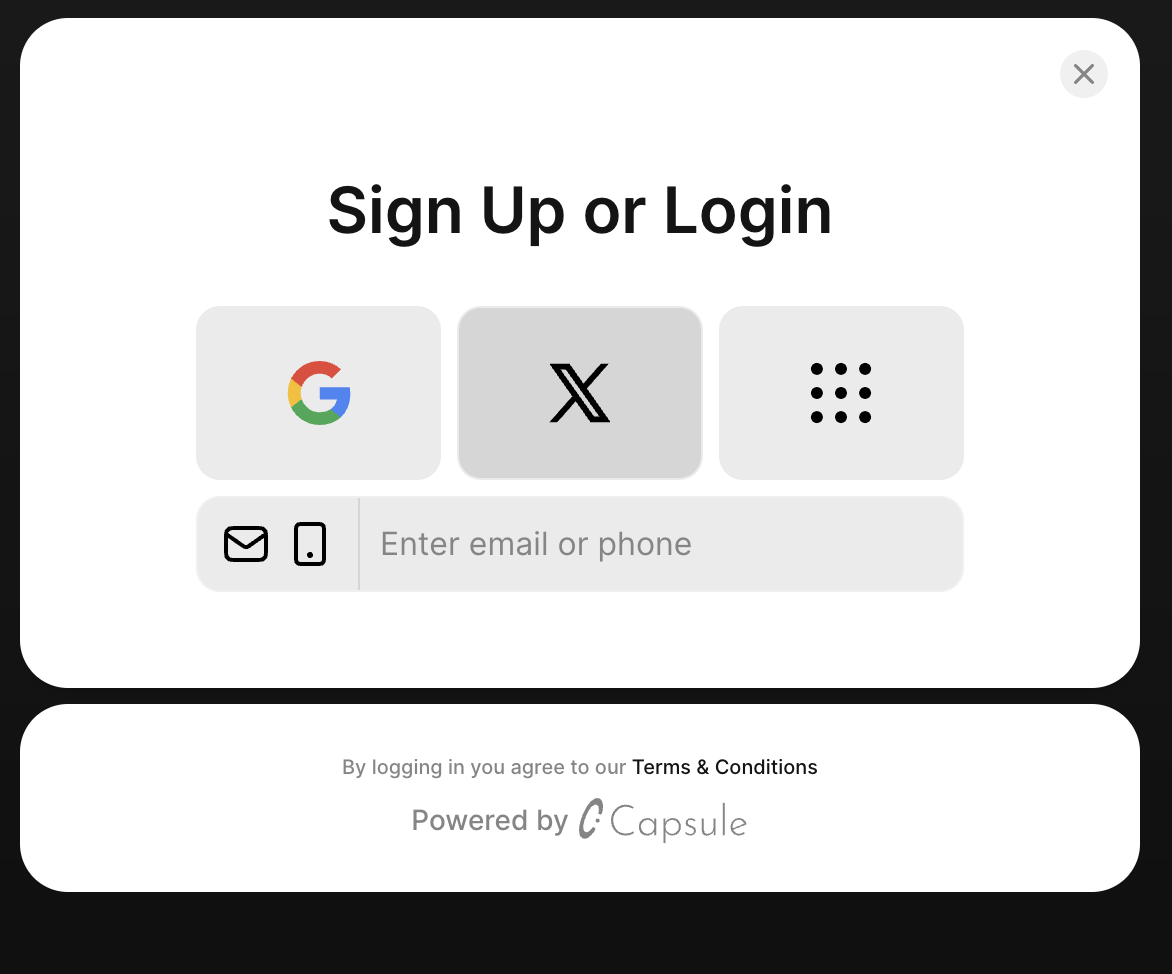 Sign Up or Login
Enter email or phone
By logging in you agree to our Terms & Conditions
Powered by Capsule